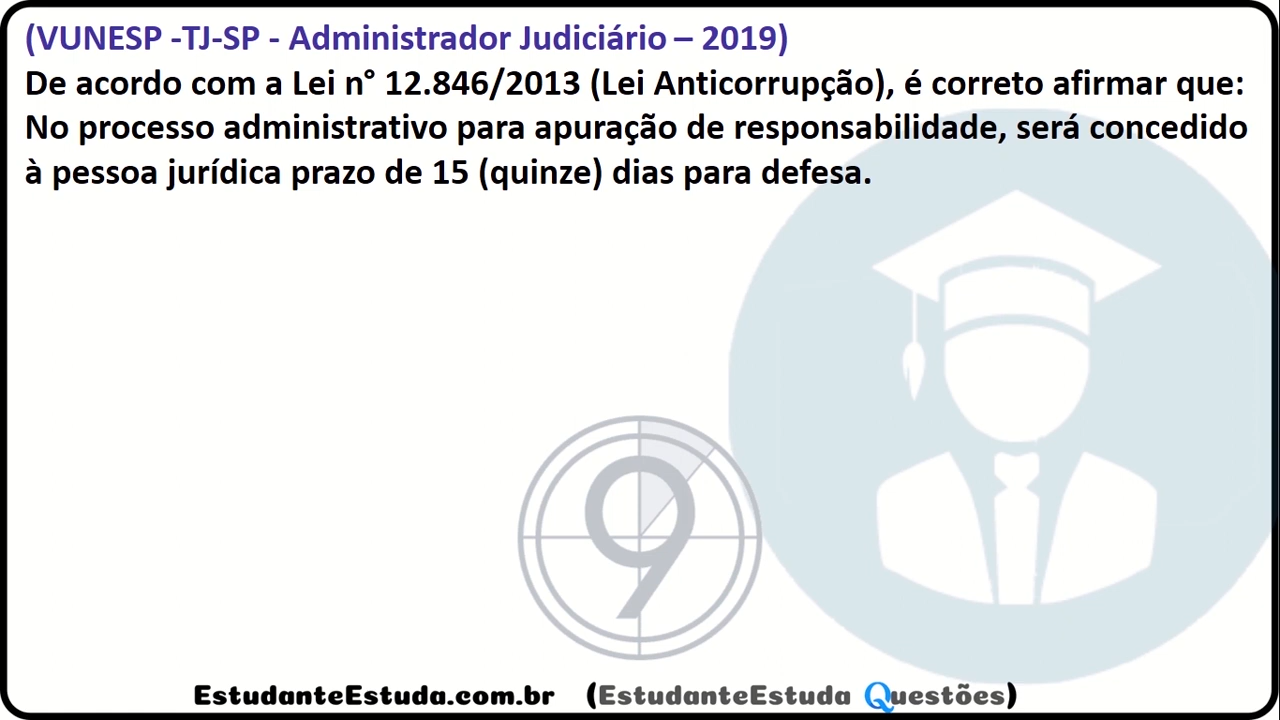 (VUNESP -TJ-SP - Administrador Judiciário – 2019)
De acordo com a Lei n° 12.846/2013 (Lei Anticorrupção), é correto afirmar que:
No processo administrativo para apuração de responsabilidade, será concedido
à pessoa jurídica prazo de 15 (quinze) dias para defesa.
9
EstudanteEstuda.com.br (EstudanteEstuda Questões)